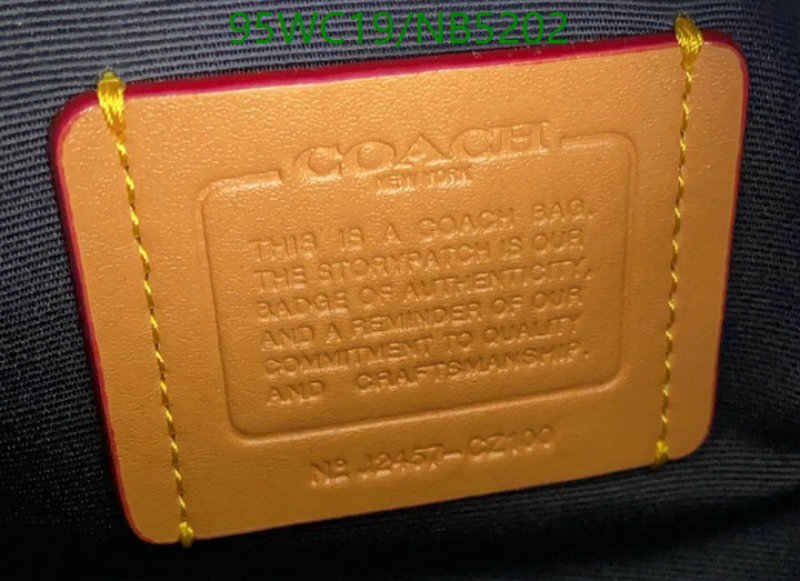 95WC19/NB5202
COACH
NEW YORK
THIS IS A COACH BAG.
THE STORYPATCH IS OUR
BADGE OF AUTHENTICITY,
AND A REMINDER OF OUR
COMMITMENT TO QUALITY
AND CRAFTSMANSHIP.
Nº J2457-CZ100